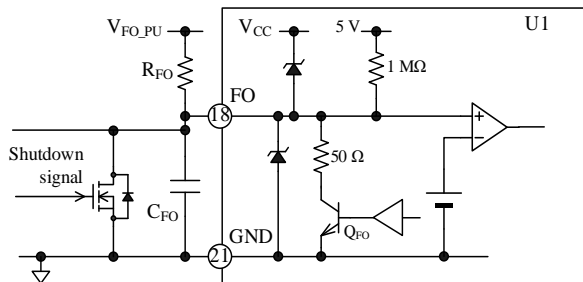 U1
V_FO_PU
V_CC
5 V
R_FO
1 MΩ
FO
18
Shutdown
signal
50 Ω
C_FO
Q_FO
GND
21